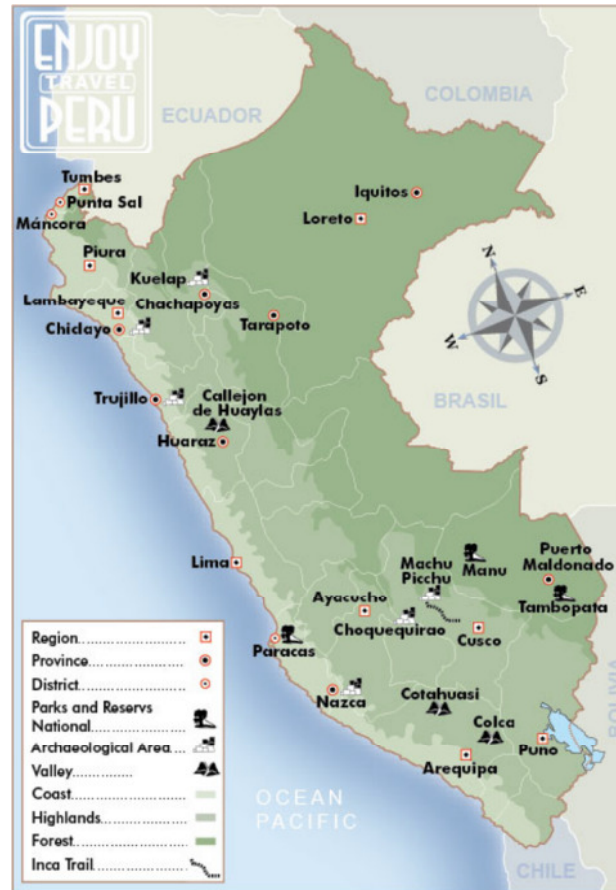 ENJOY
TRAVEL
PERU
ECUADOR
COLOMBIA
Tumbes
Punta Sal
Máncora
Iquitos
Loreto
Piura
Kuelap
Chachapoyas
Lambayeque
Chiclayo
Tarapoto
N
E
W
S
Trujillo
Callejon
de Huaylas
Huaraz
BRASIL
Lima
Machu
Picchu
Manu
Puerto
Maldonado
Tambopata
Ayacucho
Choquequirao
Cusco
Paracas
Nazca
Cotahuasi
Colca
Puno
Arequipa
BOLIVIA
OCEAN
PACIFIC
CHILE
Region................................
Province............................
District...............................
Parks and Reservs
National............................
Archaeological Area...
Valley...............
Coast................................
Highlands........................
Forest................................
Inca Trail.........................